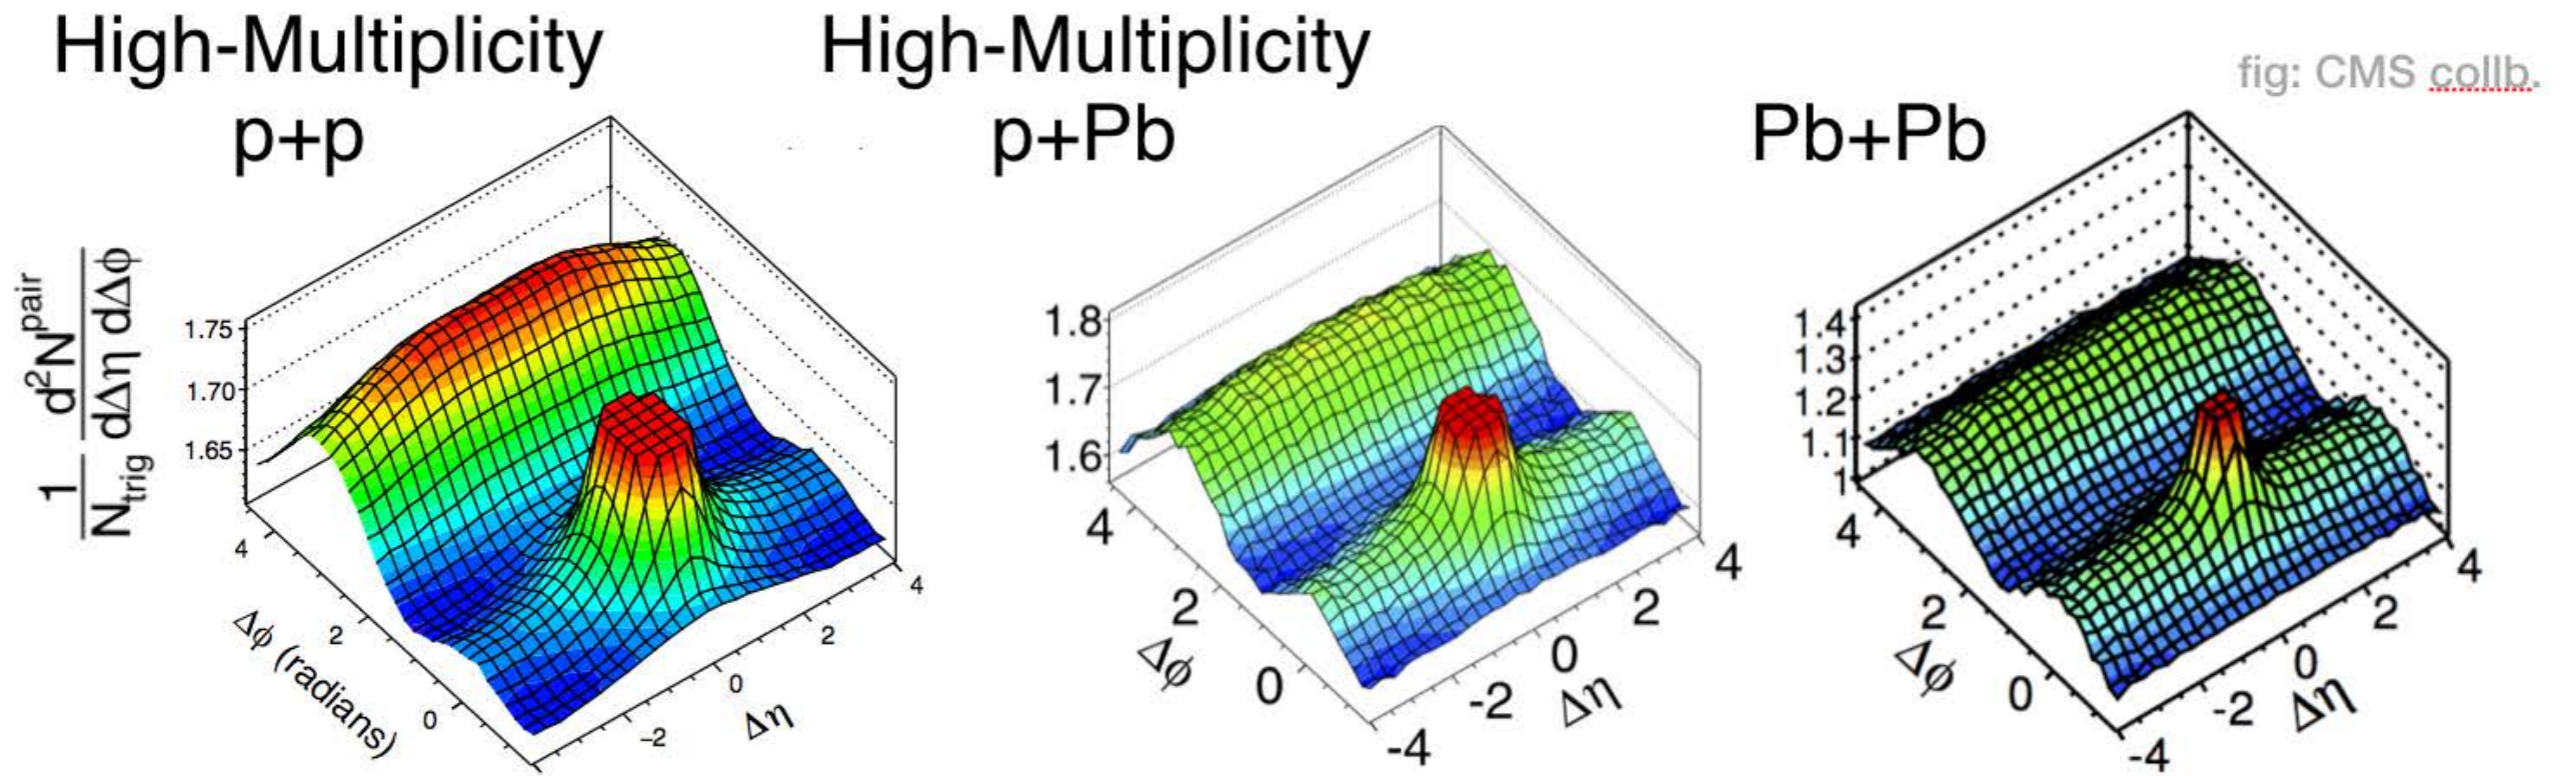 High-Multiplicity
p+p
High-Multiplicity
p+Pb
Pb+Pb
fig: CMS collb.
1
N_trig
d²N^pair
dΔη dΔϕ
1.75
1.70
1.65
4
2
0
Δϕ (radians)
−2
0
2
4
Δη
1.8
1.7
1.6
4
2
0
Δϕ
-4
-2
0
2
4
Δη
1.4
1.3
1.2
1.1
1
4
2
0
Δϕ
-4
-2
0
2
4
Δη